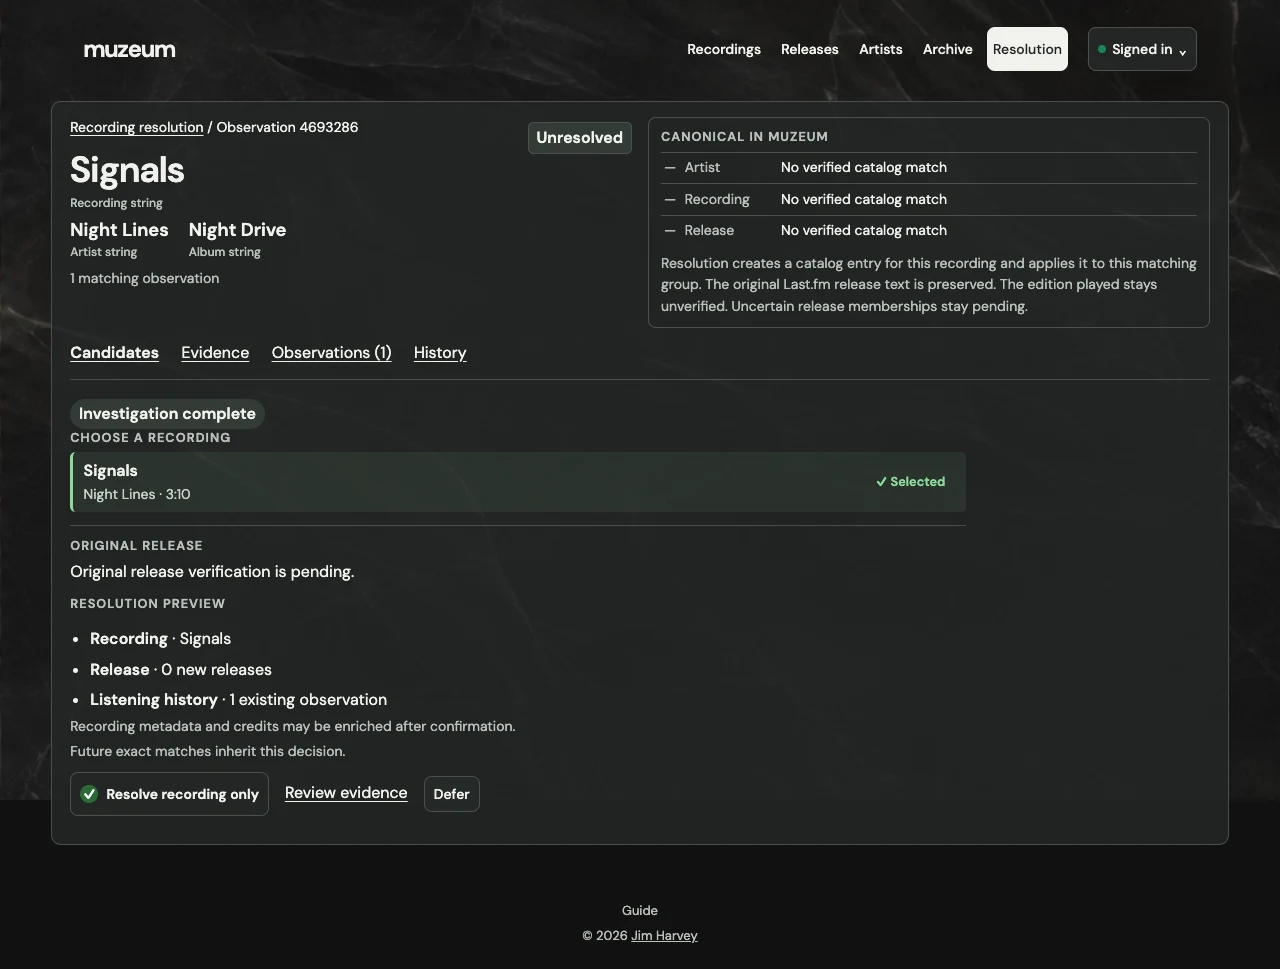 muzeum
Recordings Releases Artists Archive Resolution Signed in
Recording resolution / Observation 4693286
Unresolved
Signals
Recording string
Night Lines Night Drive
Artist string Album string
1 matching observation
CANONICAL IN MUZEUM
— Artist No verified catalog match
— Recording No verified catalog match
— Release No verified catalog match
Resolution creates a catalog entry for this recording and applies it to this matching
group. The original Last.fm release text is preserved. The edition played stays
unverified. Uncertain release memberships stay pending.
Candidates Evidence Observations (1) History
Investigation complete
CHOOSE A RECORDING
Signals
Night Lines · 3:10
✓ Selected
ORIGINAL RELEASE
Original release verification is pending.
RESOLUTION PREVIEW
• Recording · Signals
• Release · 0 new releases
• Listening history · 1 existing observation
Recording metadata and credits may be enriched after confirmation.
Future exact matches inherit this decision.
Resolve recording only Review evidence Defer
Guide
© 2026 Jim Harvey